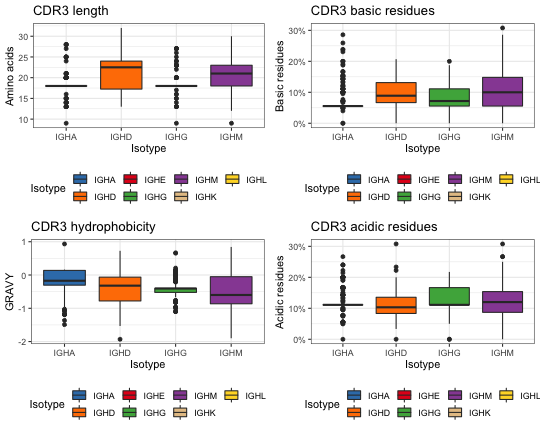 CDR3 length
Amino acids
30
25
20
15
10
IGHA IGHD IGHG IGHM
Isotype
Isotype IGHA IGHE IGHM IGHL
IGHD IGHG IGHK
CDR3 basic residues
Basic residues
30%
20%
10%
0%
IGHA IGHD IGHG IGHM
Isotype
Isotype IGHA IGHE IGHM IGHL
IGHD IGHG IGHK
CDR3 hydrophobicity
GRAVY
1
0
-1
-2
IGHA IGHD IGHG IGHM
Isotype
Isotype IGHA IGHE IGHM IGHL
IGHD IGHG IGHK
CDR3 acidic residues
Acidic residues
30%
20%
10%
0%
IGHA IGHD IGHG IGHM
Isotype
Isotype IGHA IGHE IGHM IGHL
IGHD IGHG IGHK